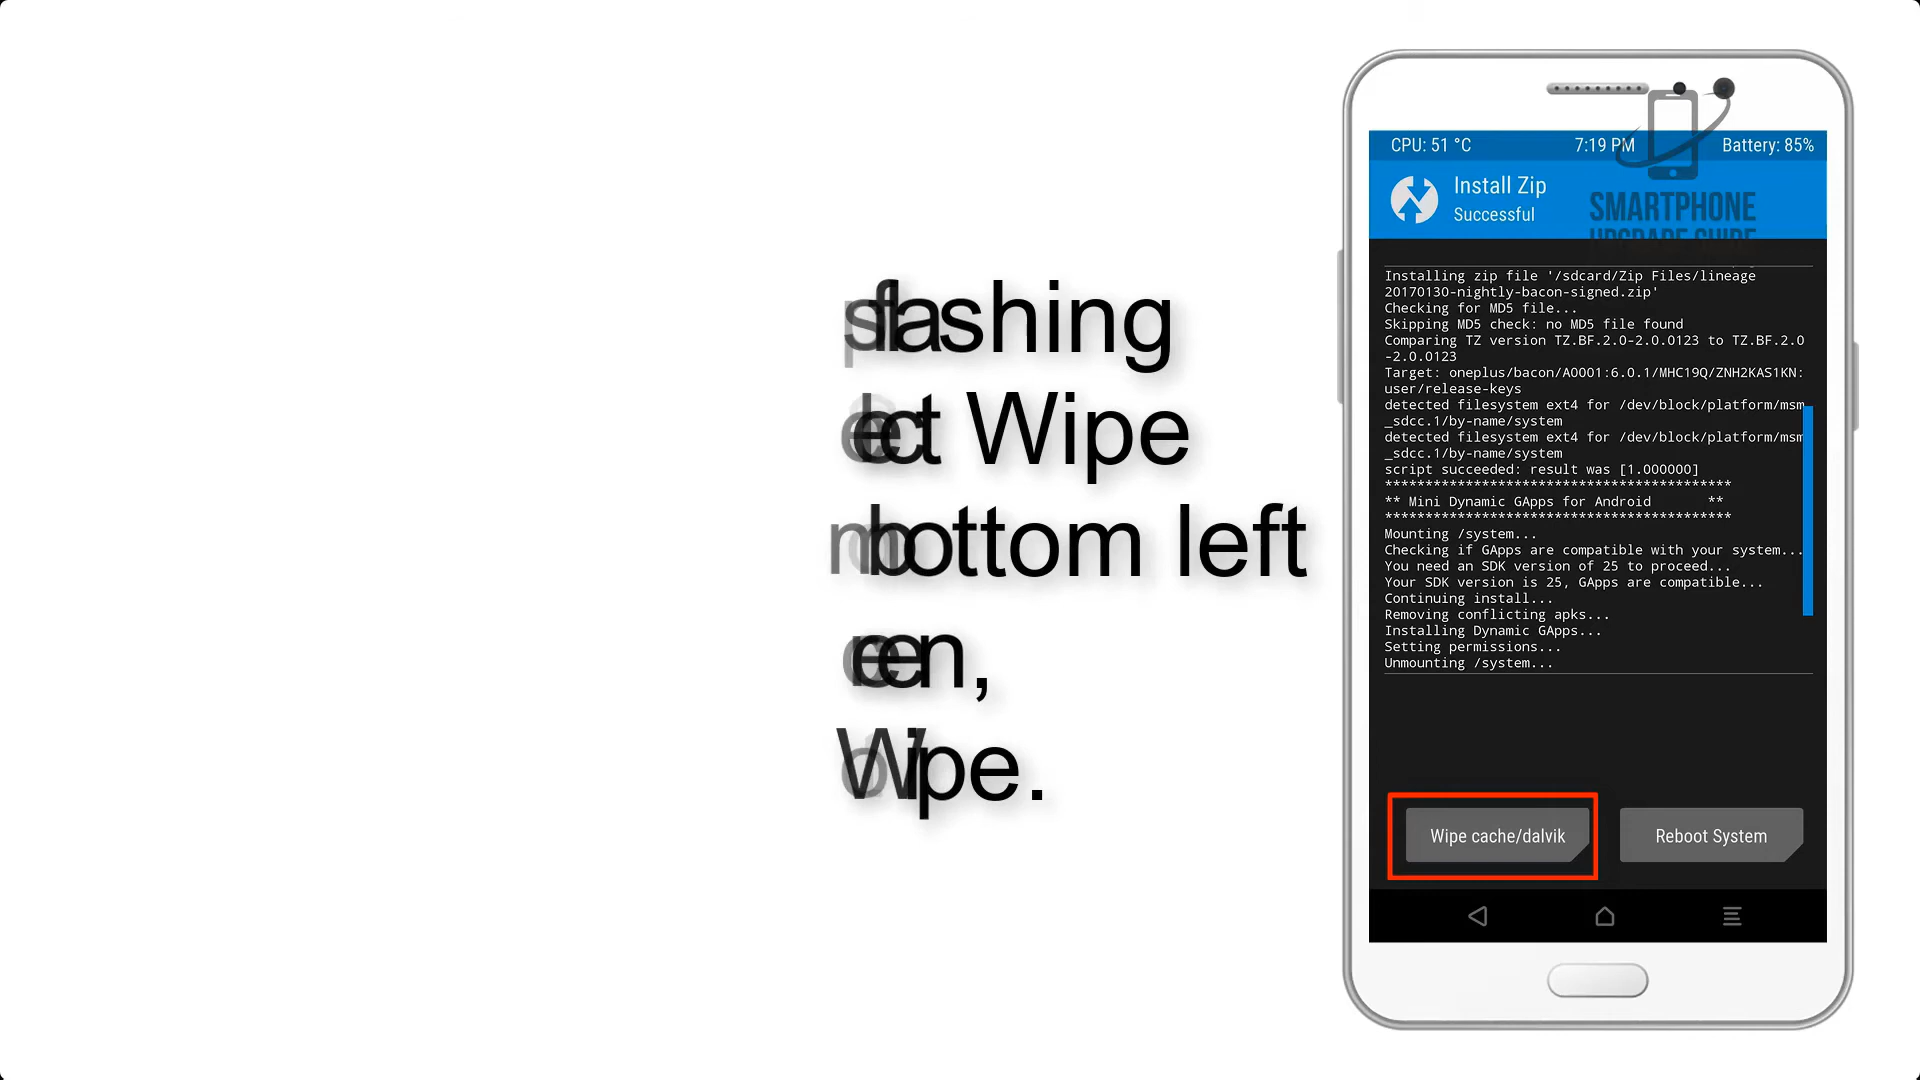 flashing
Wipe
bottom left
Wipe.
CPU: 51 °C
7:19 PM
Battery: 85%
Install Zip
Successful
SMARTPHONE
UPGRADE GUIDE
Installing zip file '/sdcard/Zip Files/lineage
20170130-nightly-bacon-signed.zip'
Checking for MD5 file...
Skipping MD5 check: no MD5 file found
Comparing TZ version TZ.BF.2.0-2.0.0123 to TZ.BF.2.0
-2.0.0123
Target: oneplus/bacon/A0001:6.0.1/MHC19Q/ZNH2KAS1KN:
user/release-keys
detected filesystem ext4 for /dev/block/platform/msm
_sdcc.1/by-name/system
detected filesystem ext4 for /dev/block/platform/msm
_sdcc.1/by-name/system
script succeeded: result was [1.000000]
*******************************************
** Mini Dynamic GApps for Android       **
*******************************************
Mounting /system...
Checking if GApps are compatible with your system...
You need an SDK version of 25 to proceed...
Your SDK version is 25, GApps are compatible...
Continuing install...
Removing conflicting apks...
Installing Dynamic GApps...
Setting permissions...
Unmounting /system...
Wipe cache/dalvik
Reboot System